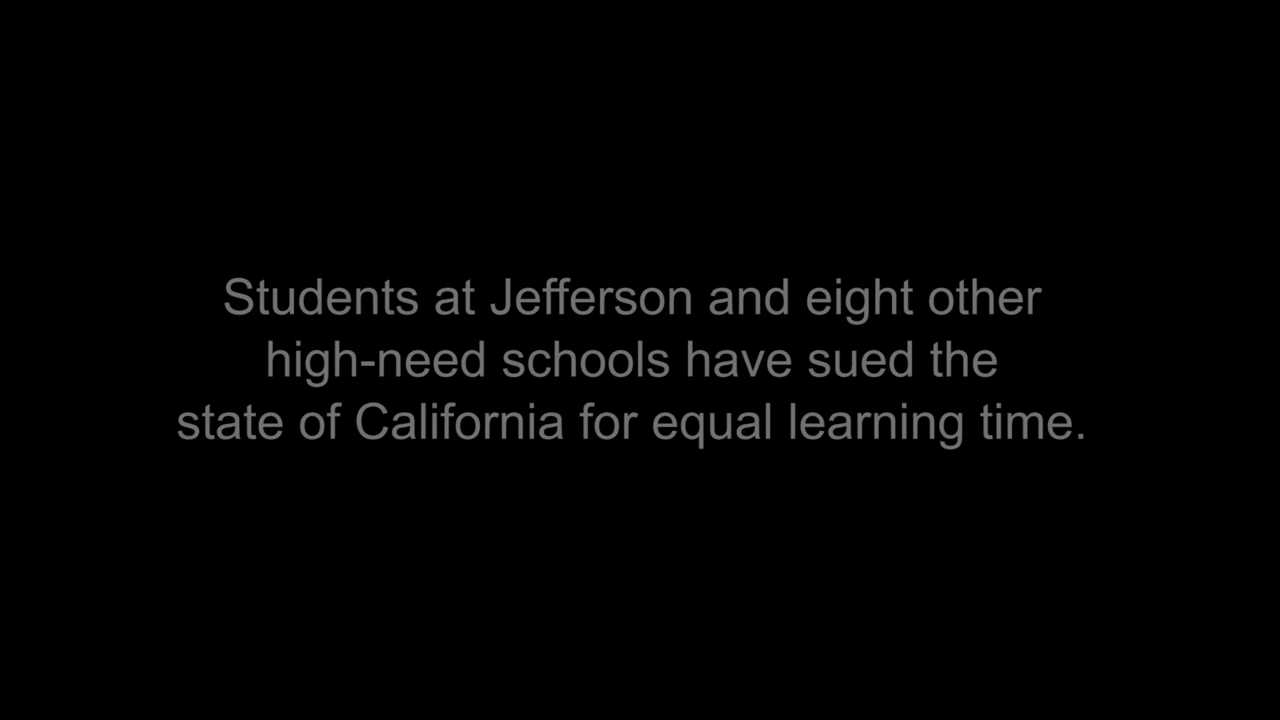 Students at Jefferson and eight other
high-need schools have sued the
state of California for equal learning time.